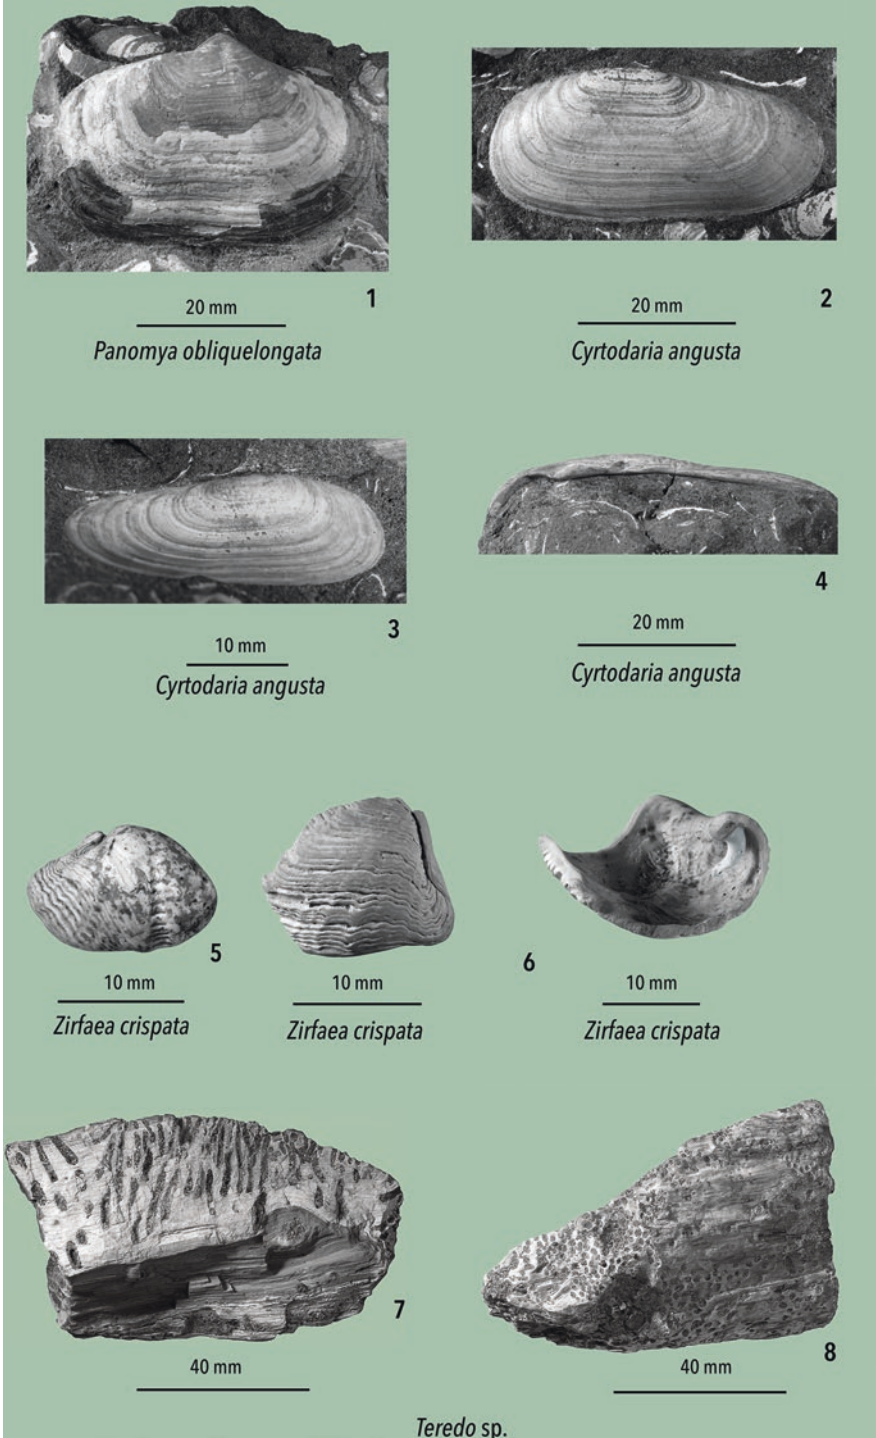 1
20 mm
Panomya obliquelongata
2
20 mm
Cyrtodaria angusta
3
10 mm
Cyrtodaria angusta
4
20 mm
Cyrtodaria angusta
5
10 mm
Zirfaea crispata
10 mm
Zirfaea crispata
6
10 mm
Zirfaea crispata
7
40 mm
8
40 mm
Teredo sp.